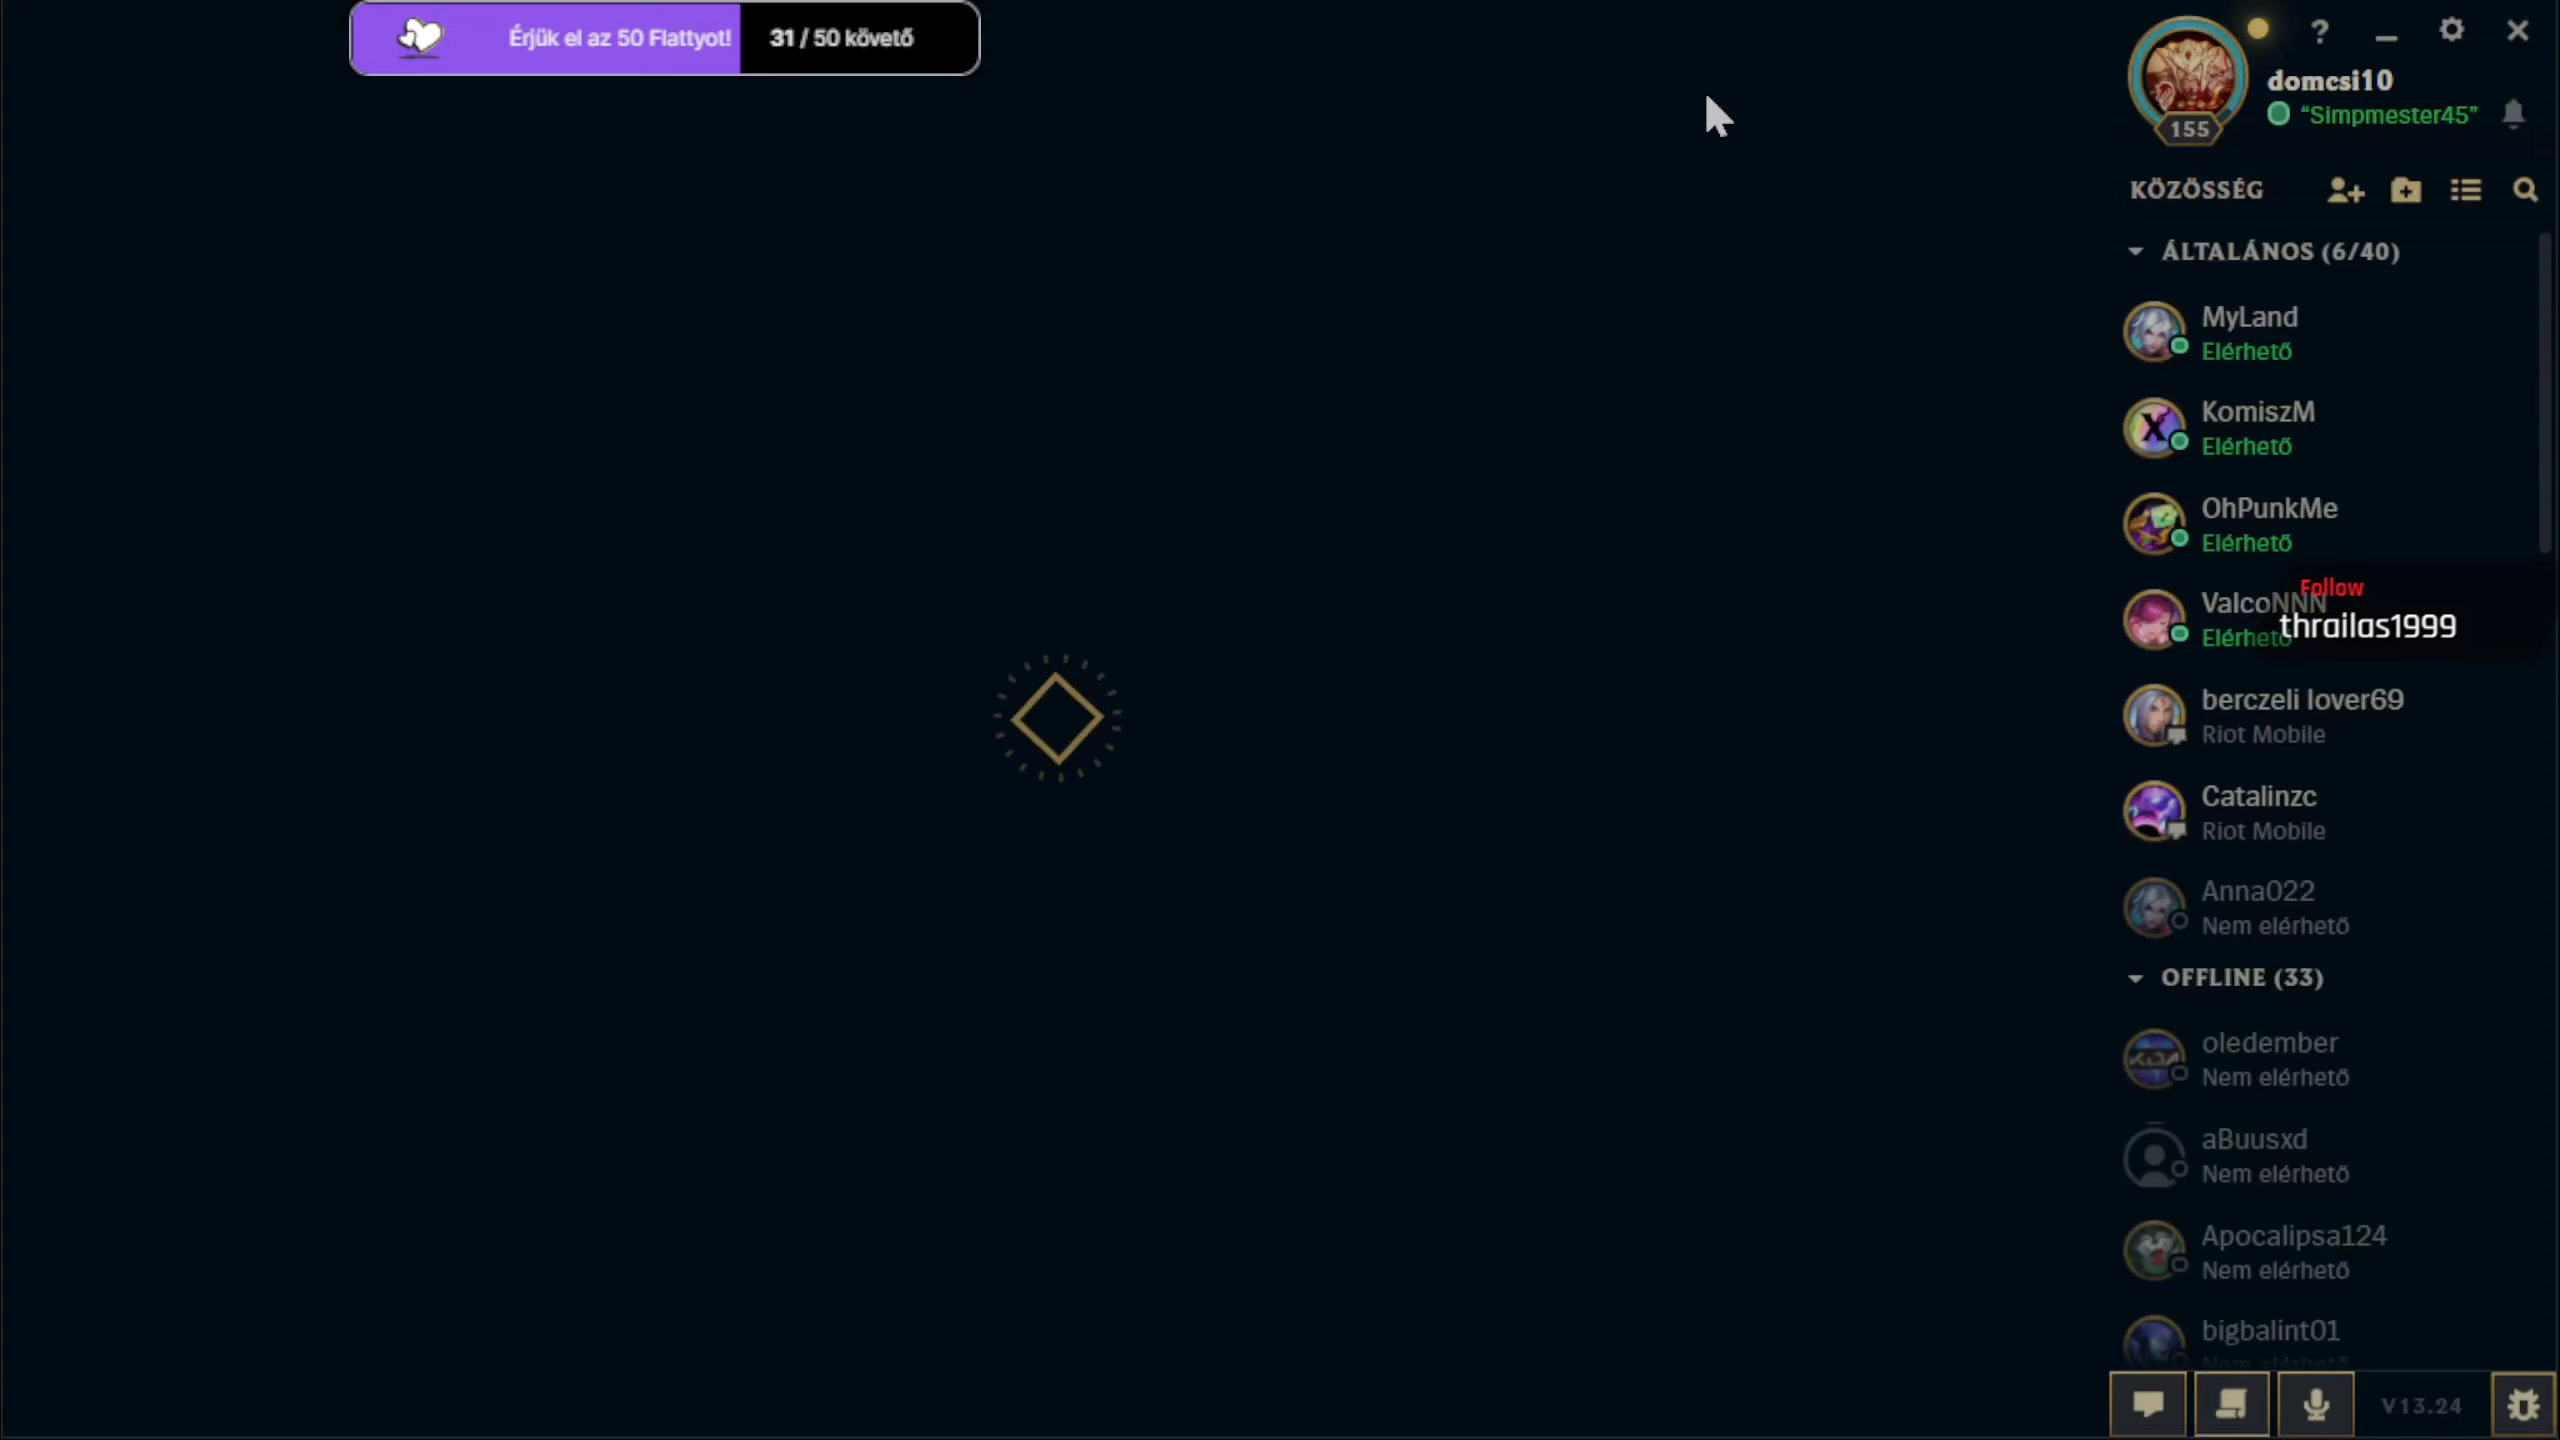 Érjük el az 50 Flattyot!
31 / 50 követő
domcsi10
155
“Simpmester45”
KÖZÖSSÉG
ÁLTALÁNOS (6/40)
MyLand
Elérhető
KomiszM
Elérhető
OhPunkMe
Elérhető
Follow
ValcoNNN
thrailas1999
Elérhető
berczeli lover69
Riot Mobile
Catalinzc
Riot Mobile
Anna022
Nem elérhető
OFFLINE (33)
oledember
Nem elérhető
aBuusxd
Nem elérhető
Apocalipsa124
Nem elérhető
bigbalint01
Nem elérhető
V13.24